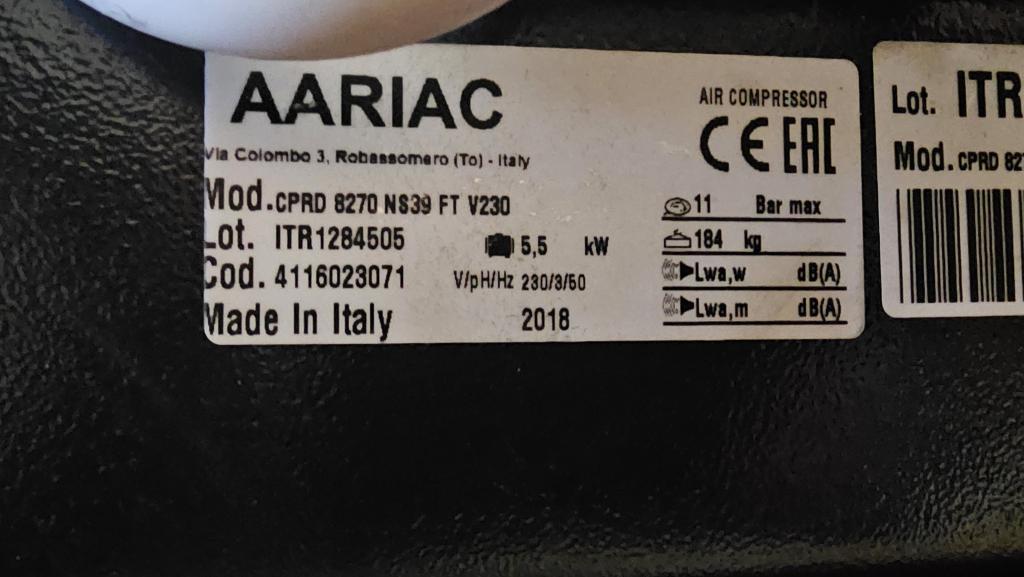 AARIAC
Via Colombo 3, Robassomero (To) - Italy
Mod. CPRD 8270 NS39 FT V230
Lot. ITR1284505
5,5 kW
Cod. 4116023071
V/pH/Hz 230/3/50
Made In Italy
2018
AIR COMPRESSOR
CE EAC
11 Bar max
184 kg
Lwa,w dB(A)
Lwa,m dB(A)
Lot. ITR
Mod. CPRD 827